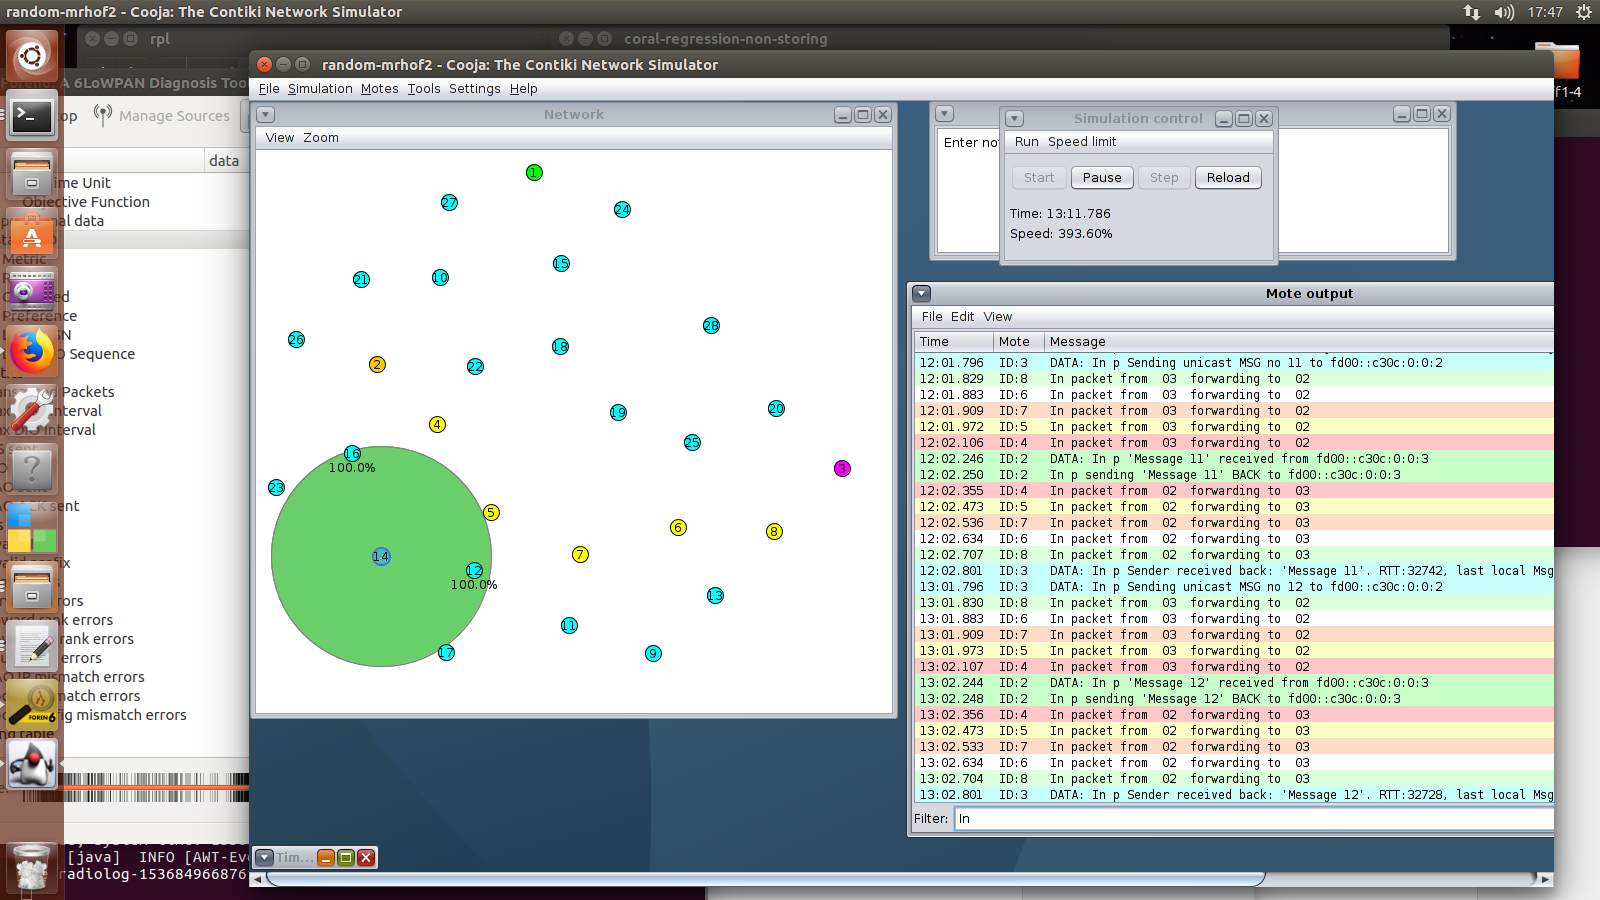 random-mrhof2 - Cooja: The Contiki Network Simulator
17:47
rpl
coral-regression-non-storing
A 6LoWPAN Diagnosis Too
random-mrhof2 - Cooja: The Contiki Network Simulator
File Simulation Motes Tools Settings Help
Manage Sources
data
Objective Function
Network
View Zoom
1
27
24
15
21
10
28
26
18
2
22
19
20
4
25
16
100.0%
3
23
5
6
8
7
14
12
100.0%
13
11
17
9
Simulation control
Run Speed limit
Start Pause Step Reload
Time: 13:11.786
Speed: 393.60%
Mote output
File Edit View
Time Mote Message
12:01.796 ID:3 DATA: In p Sending unicast MSG no 11 to fd00::c30c:0:0:2
12:01.829 ID:8 In packet from 03 forwarding to 02
12:01.883 ID:6 In packet from 03 forwarding to 02
12:01.909 ID:7 In packet from 03 forwarding to 02
12:01.972 ID:5 In packet from 03 forwarding to 02
12:02.106 ID:4 In packet from 03 forwarding to 02
12:02.246 ID:2 DATA: In p 'Message 11' received from fd00::c30c:0:0:3
12:02.250 ID:2 In p sending 'Message 11' BACK to fd00::c30c:0:0:3
12:02.355 ID:4 In packet from 02 forwarding to 03
12:02.473 ID:5 In packet from 02 forwarding to 03
12:02.536 ID:7 In packet from 02 forwarding to 03
12:02.634 ID:6 In packet from 02 forwarding to 03
12:02.707 ID:8 In packet from 02 forwarding to 03
12:02.801 ID:3 DATA: In p Sender received back: 'Message 11'. RTT:32742, last local Msg
13:01.796 ID:3 DATA: In p Sending unicast MSG no 12 to fd00::c30c:0:0:2
13:01.830 ID:8 In packet from 03 forwarding to 02
13:01.883 ID:6 In packet from 03 forwarding to 02
13:01.909 ID:7 In packet from 03 forwarding to 02
13:01.973 ID:5 In packet from 03 forwarding to 02
13:02.107 ID:4 In packet from 03 forwarding to 02
13:02.244 ID:2 DATA: In p 'Message 12' received from fd00::c30c:0:0:3
13:02.248 ID:2 In p sending 'Message 12' BACK to fd00::c30c:0:0:3
13:02.356 ID:4 In packet from 02 forwarding to 03
13:02.473 ID:5 In packet from 02 forwarding to 03
13:02.533 ID:7 In packet from 02 forwarding to 03
13:02.634 ID:6 In packet from 02 forwarding to 03
13:02.704 ID:8 In packet from 02 forwarding to 03
13:02.801 ID:3 DATA: In p Sender received back: 'Message 12'. RTT:32728, last local Msg
Filter: In
Enter no
ime Unit
Preference
Sequence
Packets
interval
interval
sent
rank errors
rank errors
errors
IP mismatch errors
match errors
fig mismatch errors
FOREN6
Tim...
[java] INFO [AWT-Eve
radiolog-153684966876